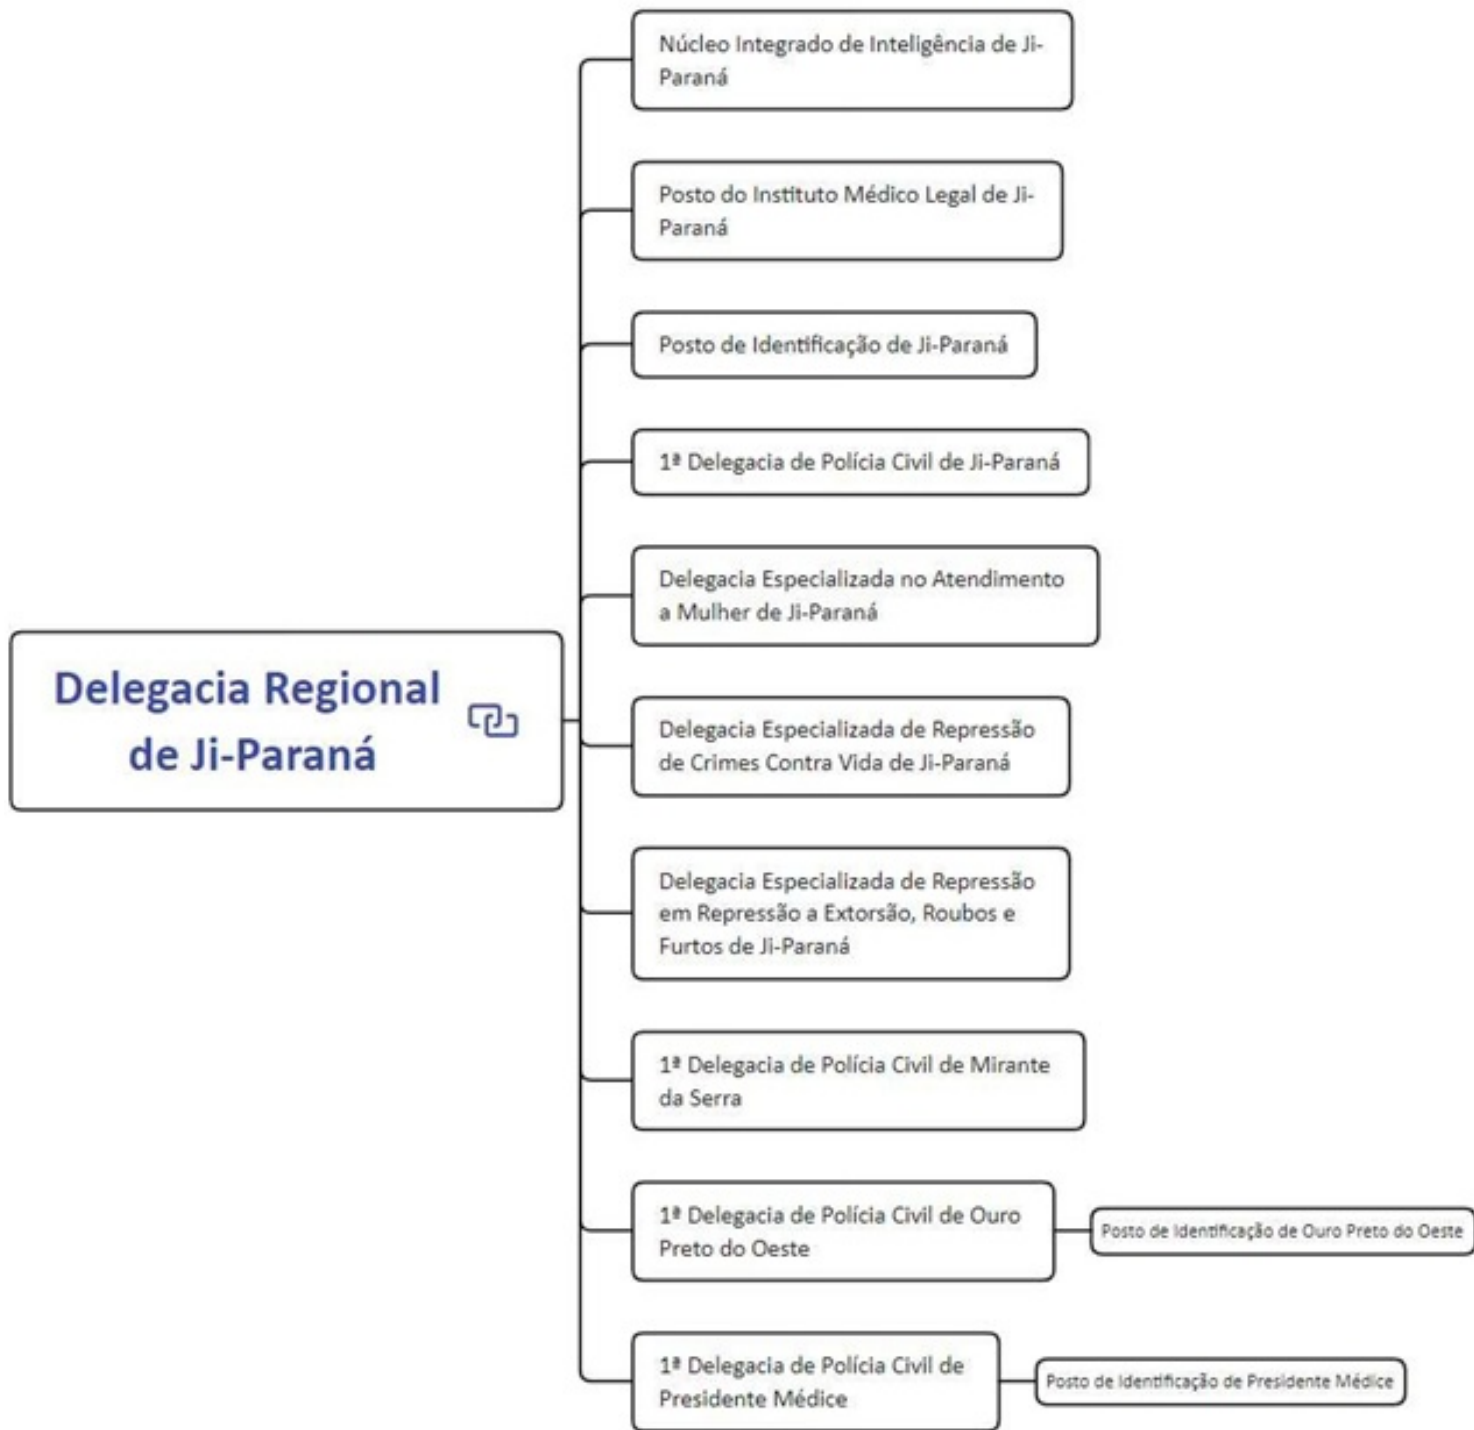 Núcleo Integrado de Inteligência de Ji-
Paraná
Posto do Instituto Médico Legal de Ji-
Paraná
Posto de Identificação de Ji-Paraná
1ª Delegacia de Polícia Civil de Ji-Paraná
Delegacia Especializada no Atendimento
a Mulher de Ji-Paraná
Delegacia Regional
de Ji-Paraná
Delegacia Especializada de Repressão
de Crimes Contra Vida de Ji-Paraná
Delegacia Especializada de Repressão
em Repressão a Extorsão, Roubos e
Furtos de Ji-Paraná
1ª Delegacia de Polícia Civil de Mirante
da Serra
1ª Delegacia de Polícia Civil de Ouro
Preto do Oeste
Posto de Identificação de Ouro Preto do Oeste
1ª Delegacia de Polícia Civil de
Presidente Médice
Posto de Identificação de Presidente Médice